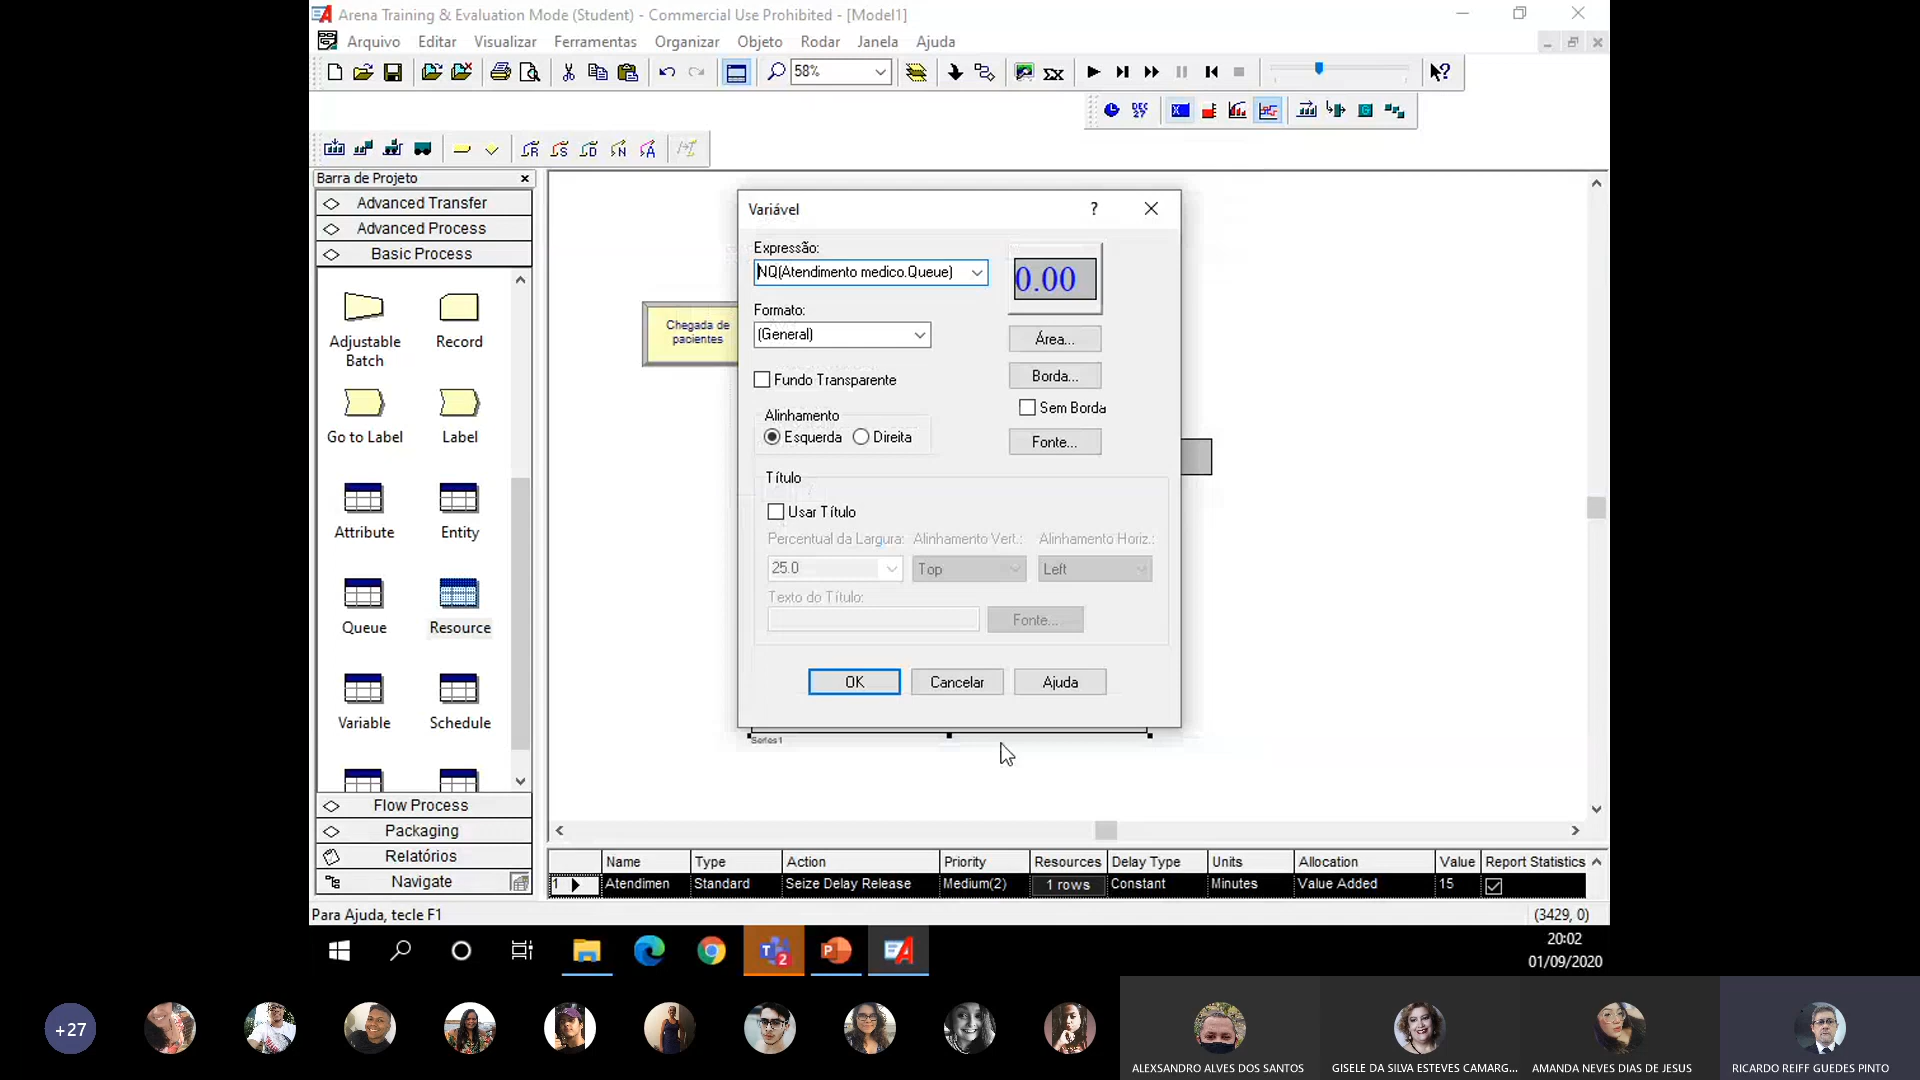 Arena Training & Evaluation Mode (Student) - Commercial Use Prohibited - [Model1]
Arquivo Editar Visualizar Ferramentas Organizar Objeto Rodar Janela Ajuda
58%
DEC
27
Barra de Projeto
Advanced Transfer
Advanced Process
Basic Process
Adjustable
Batch
Record
Go to Label
Label
Attribute
Entity
Queue
Resource
Variable
Schedule
Flow Process
Packaging
Relatórios
Navigate
Chegada de
pacientes
Variável
Expressão:
NQ(Atendimento medico.Queue)
0.00
Formato:
(General)
Área...
Borda...
Fundo Transparente
Sem Borda
Alinhamento
Esquerda Direita
Fonte...
Título
Usar Título
Percentual da Largura: Alinhamento Vert.: Alinhamento Horiz.:
25.0 Top Left
Texto do Título:
Fonte...
OK Cancelar Ajuda
Series1
Name Type Action Priority Resources Delay Type Units Allocation Value Report Statistics
1 Atendimen Standard Seize Delay Release Medium(2) 1 rows Constant Minutes Value Added 15
Para Ajuda, tecle F1
(3429, 0)
20:02
01/09/2020
2
+27
ALEXSANDRO ALVES DOS SANTOS
GISELE DA SILVA ESTEVES CAMARG...
AMANDA NEVES DIAS DE JESUS
RICARDO REIFF GUEDES PINTO